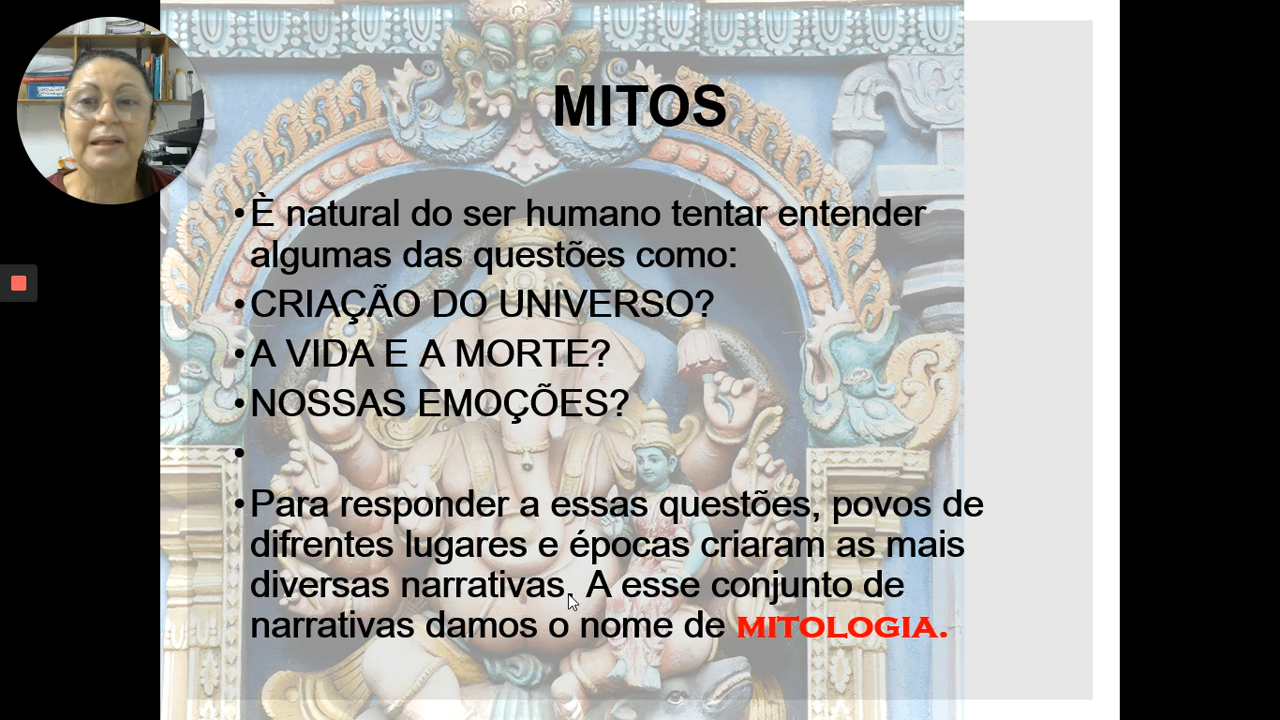 MITOS
•È natural do ser humano tentar entender
algumas das questões como:
•CRIAÇÃO DO UNIVERSO?
•A VIDA E A MORTE?
•NOSSAS EMOÇÕES?
•
•Para responder a essas questões, povos de
difrentes lugares e épocas criaram as mais
diversas narrativas. A esse conjunto de
narrativas damos o nome de MITOLOGIA.